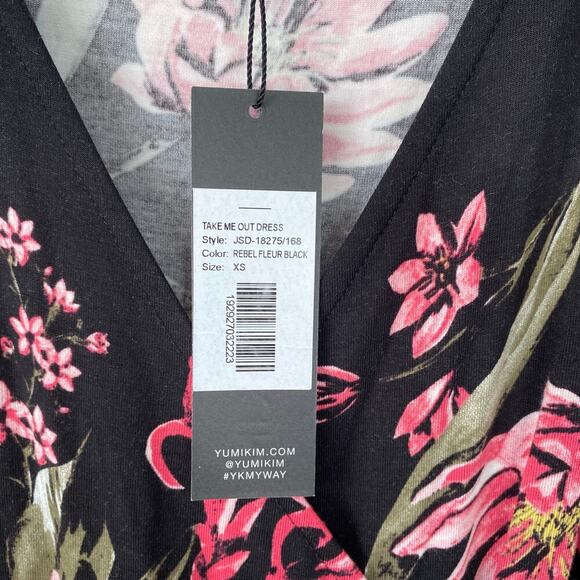 TAKE ME OUT DRESS
Style: JSD-18275/168
Color: REBEL FLEUR BLACK
Size: XS
192927032223
YUMIKIM.COM
@YUMIKIM
#YKMYWAY